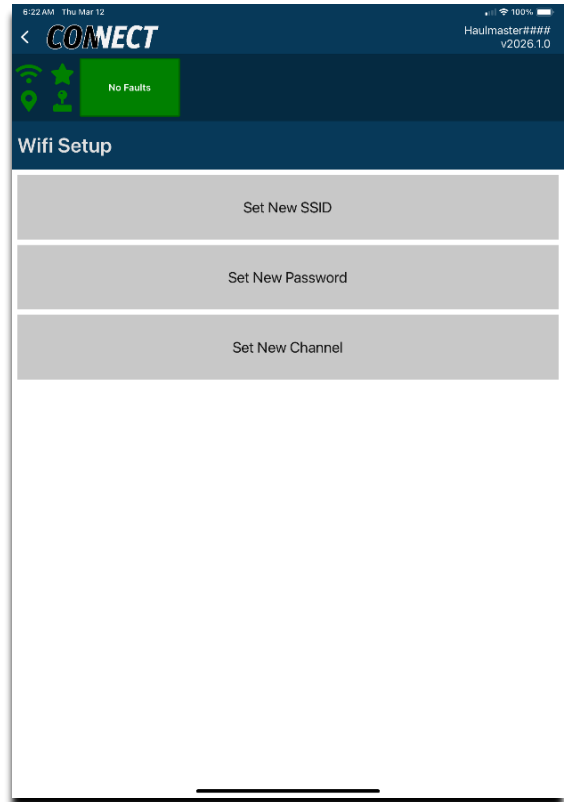 6:22 AM Thu Mar 12
100%
CONNECT
Haulmaster####
v2026.1.0
No Faults
Wifi Setup
Set New SSID
Set New Password
Set New Channel